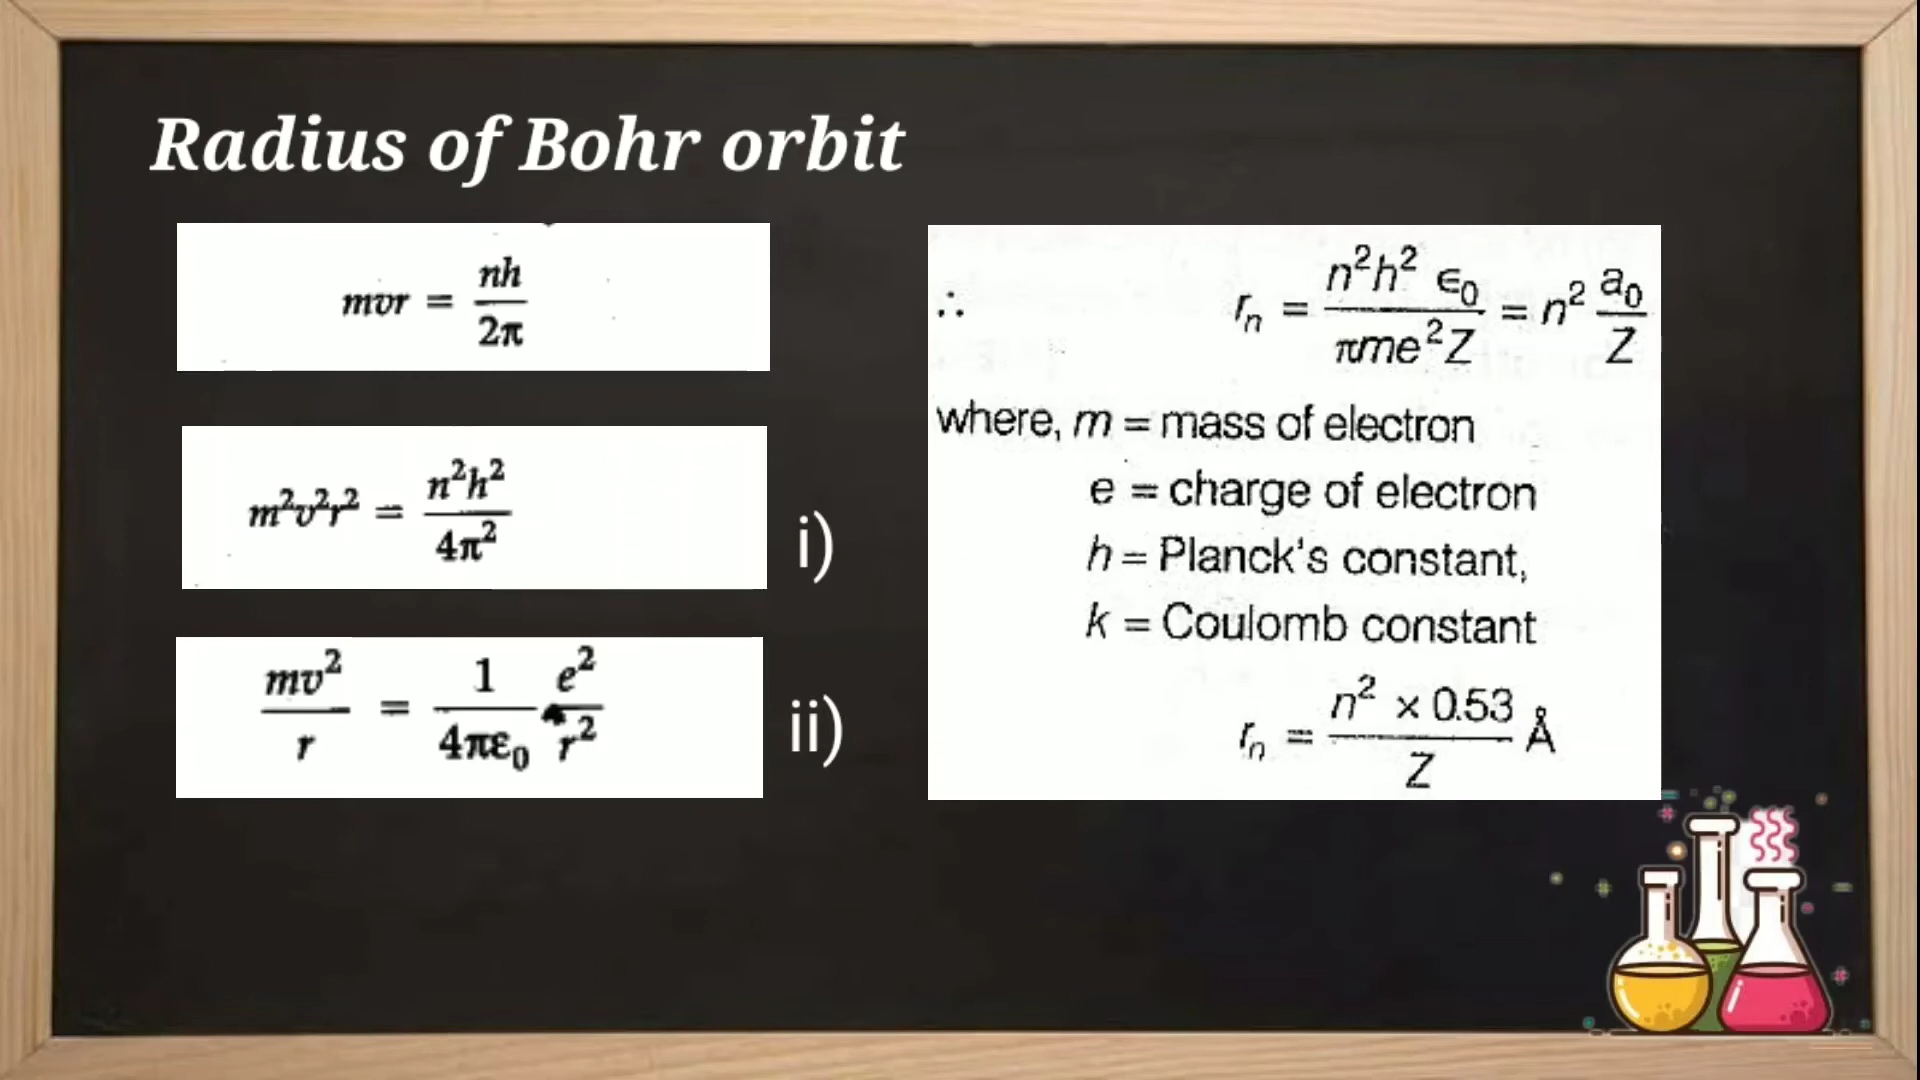 Radius of Bohr orbit
mvr = nh/2π
m²v²r² = n²h²/4π²
i)
mv²/r = 1/4πε₀ e²/r²
ii)
∴ rₙ = n²h² ∈₀/πme²Z = n² a₀/Z
where, m = mass of electron
e = charge of electron
h = Planck's constant,
k = Coulomb constant
rₙ = n² × 0.53/Z Å